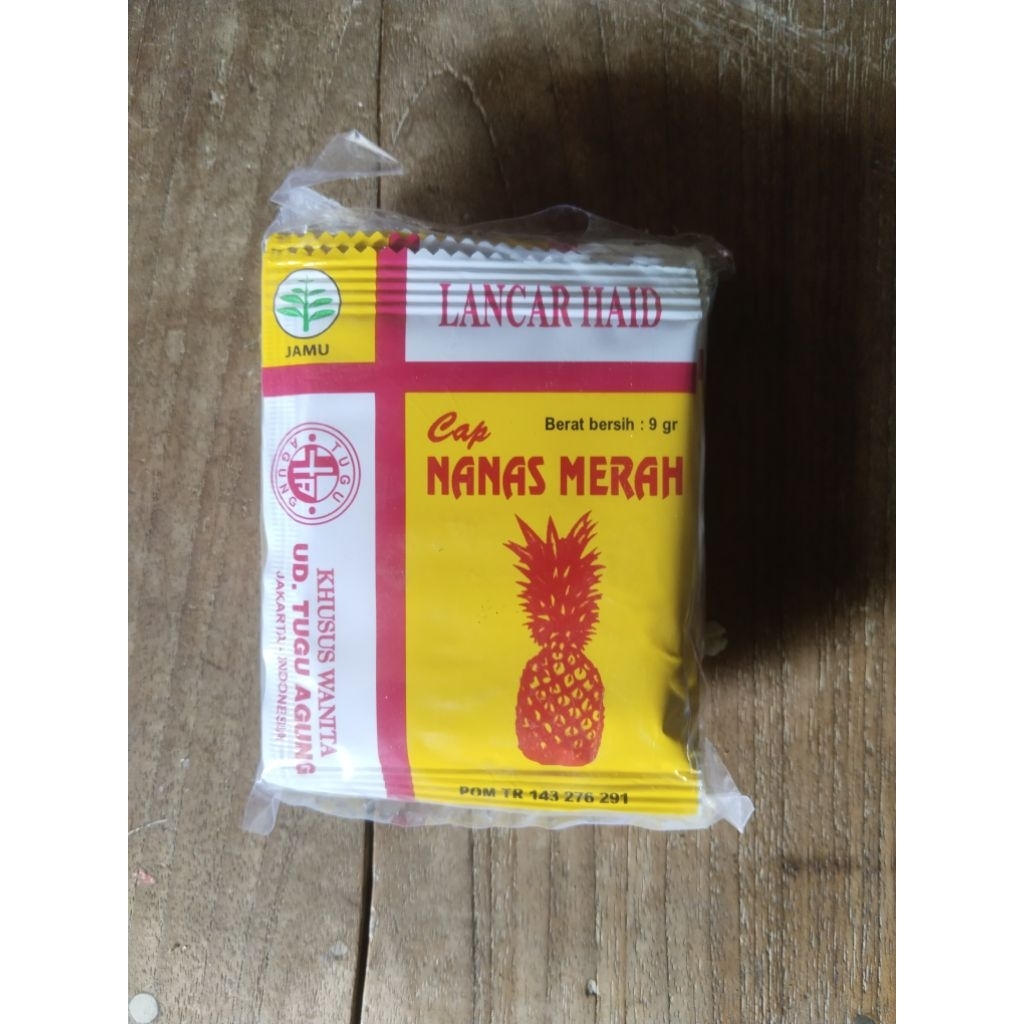 JAMU
LANCAR HAID
Cap
Berat bersih : 9 gr
NANAS MERAH
TUGU
AGUNG
KHUSUS WANITA
UD. TUGU AGUNG
JAKARTA - INDONESIA
POM TR 143 276 291